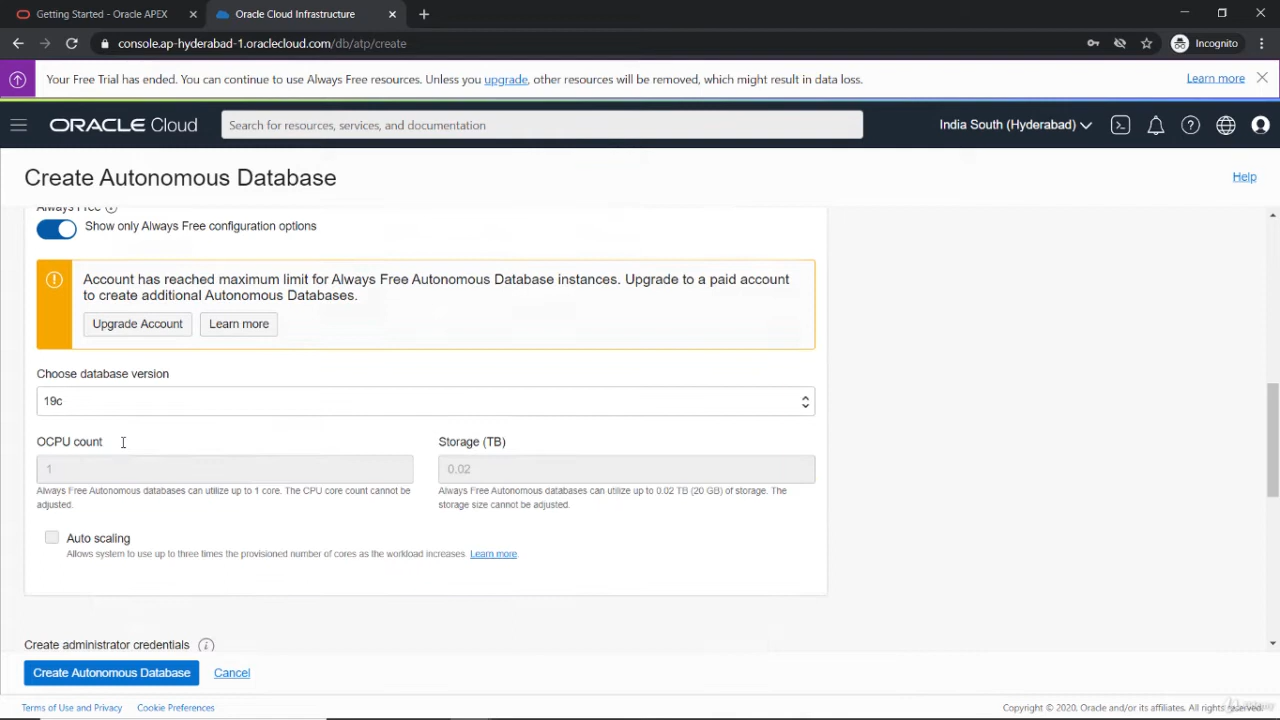 Getting Started - Oracle APEX
Oracle Cloud Infrastructure
console.ap-hyderabad-1.oraclecloud.com/db/atp/create
Incognito
Your Free Trial has ended. You can continue to use Always Free resources. Unless you upgrade, other resources will be removed, which might result in data loss.
Learn more
ORACLE Cloud
Search for resources, services, and documentation
India South (Hyderabad)
Create Autonomous Database
Help
Always Free
Show only Always Free configuration options
Account has reached maximum limit for Always Free Autonomous Database instances. Upgrade to a paid account
to create additional Autonomous Databases.
Upgrade Account
Learn more
Choose database version
19c
OCPU count
Storage (TB)
1
0.02
Always Free Autonomous databases can utilize up to 1 core. The CPU core count cannot be
adjusted.
Always Free Autonomous databases can utilize up to 0.02 TB (20 GB) of storage. The
storage size cannot be adjusted.
Auto scaling
Allows system to use up to three times the provisioned number of cores as the workload increases Learn more.
Create administrator credentials
Create Autonomous Database
Cancel
Terms of Use and Privacy
Cookie Preferences
Copyright © 2020, Oracle and/or its affiliates. All rights reserved.